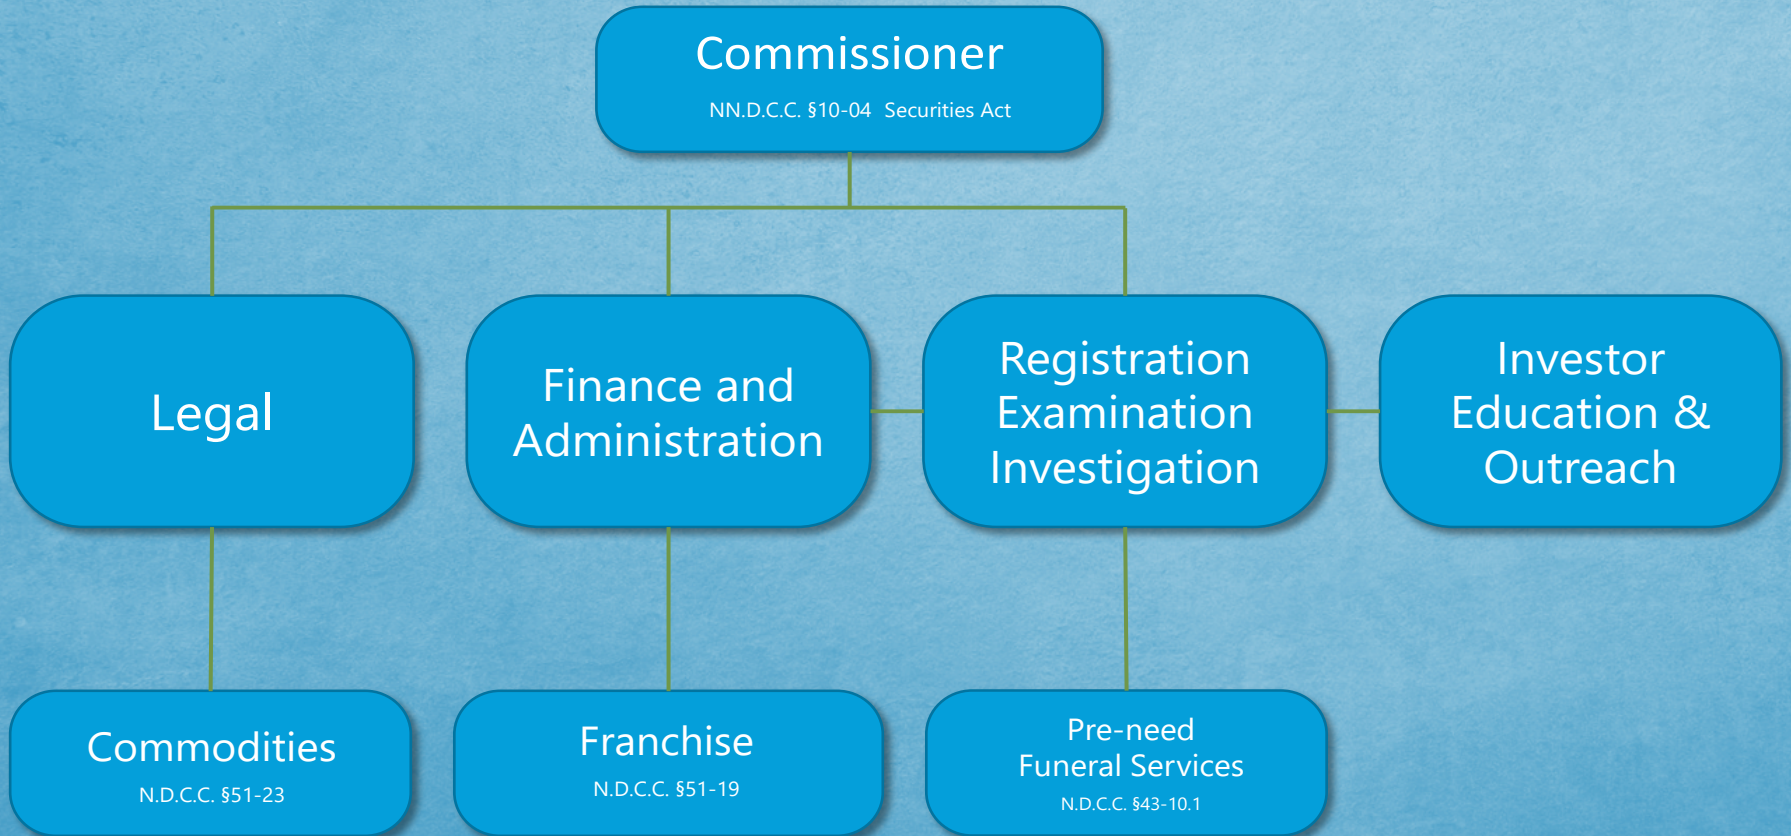 Commissioner
NN.D.C.C. §10-04 Securities Act
Legal
Finance and
Administration
Registration
Examination
Investigation
Investor
Education &
Outreach
Commodities
N.D.C.C. §51-23
Franchise
N.D.C.C. §51-19
Pre-need
Funeral Services
N.D.C.C. §43-10.1